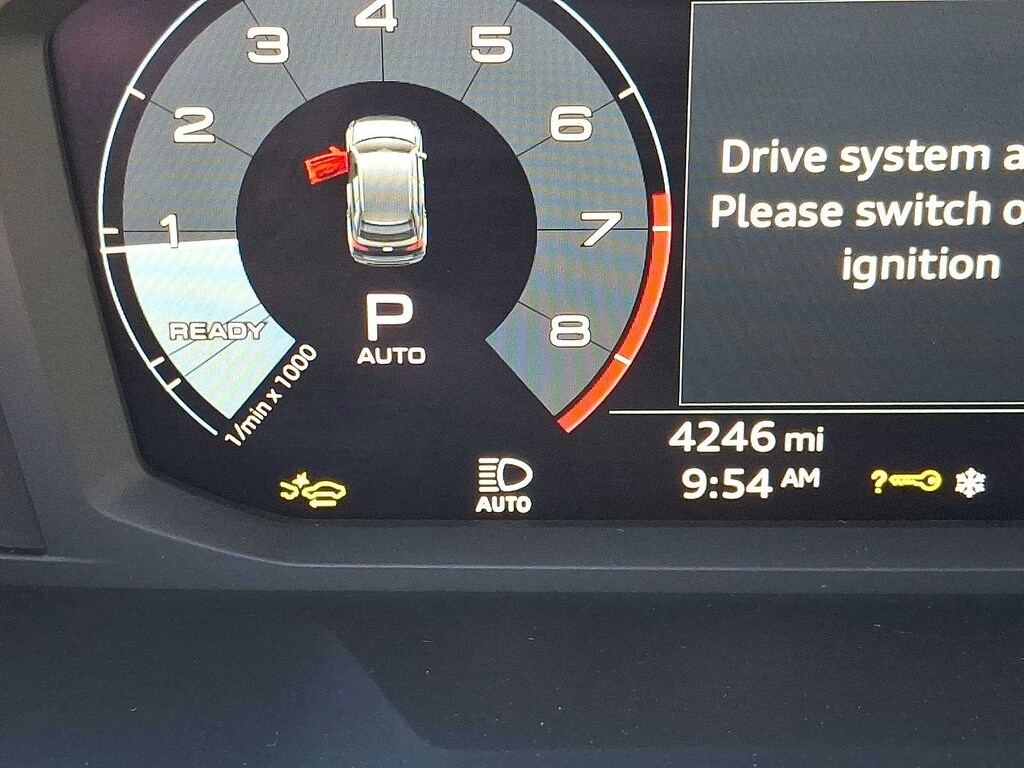 4
3
5
2
6
1
7
READY
8
1/min x 1000
P
AUTO
Drive system a
Please switch o
ignition
4246 mi
9:54 AM
AUTO
?